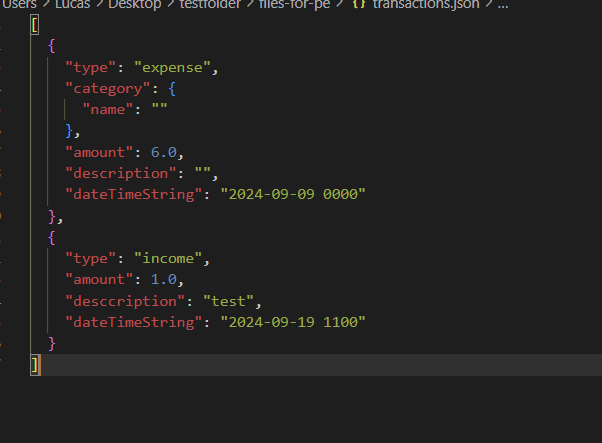 Users > Lucas > Desktop > testfolder > files-for-pe > {} transactions.json > ...
[
{
"type": "expense",
"category": {
"name": ""
},
"amount": 6.0,
"description": "",
"dateTimeString": "2024-09-09 0000"
},
{
"type": "income",
"amount": 1.0,
"desccription": "test",
"dateTimeString": "2024-09-19 1100"
}
]